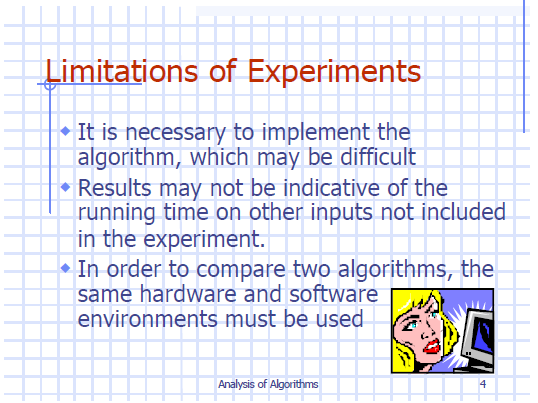 Limitations of Experiments
It is necessary to implement the
algorithm, which may be difficult
Results may not be indicative of the
running time on other inputs not included
in the experiment.
In order to compare two algorithms, the
same hardware and software
environments must be used
Analysis of Algorithms
4